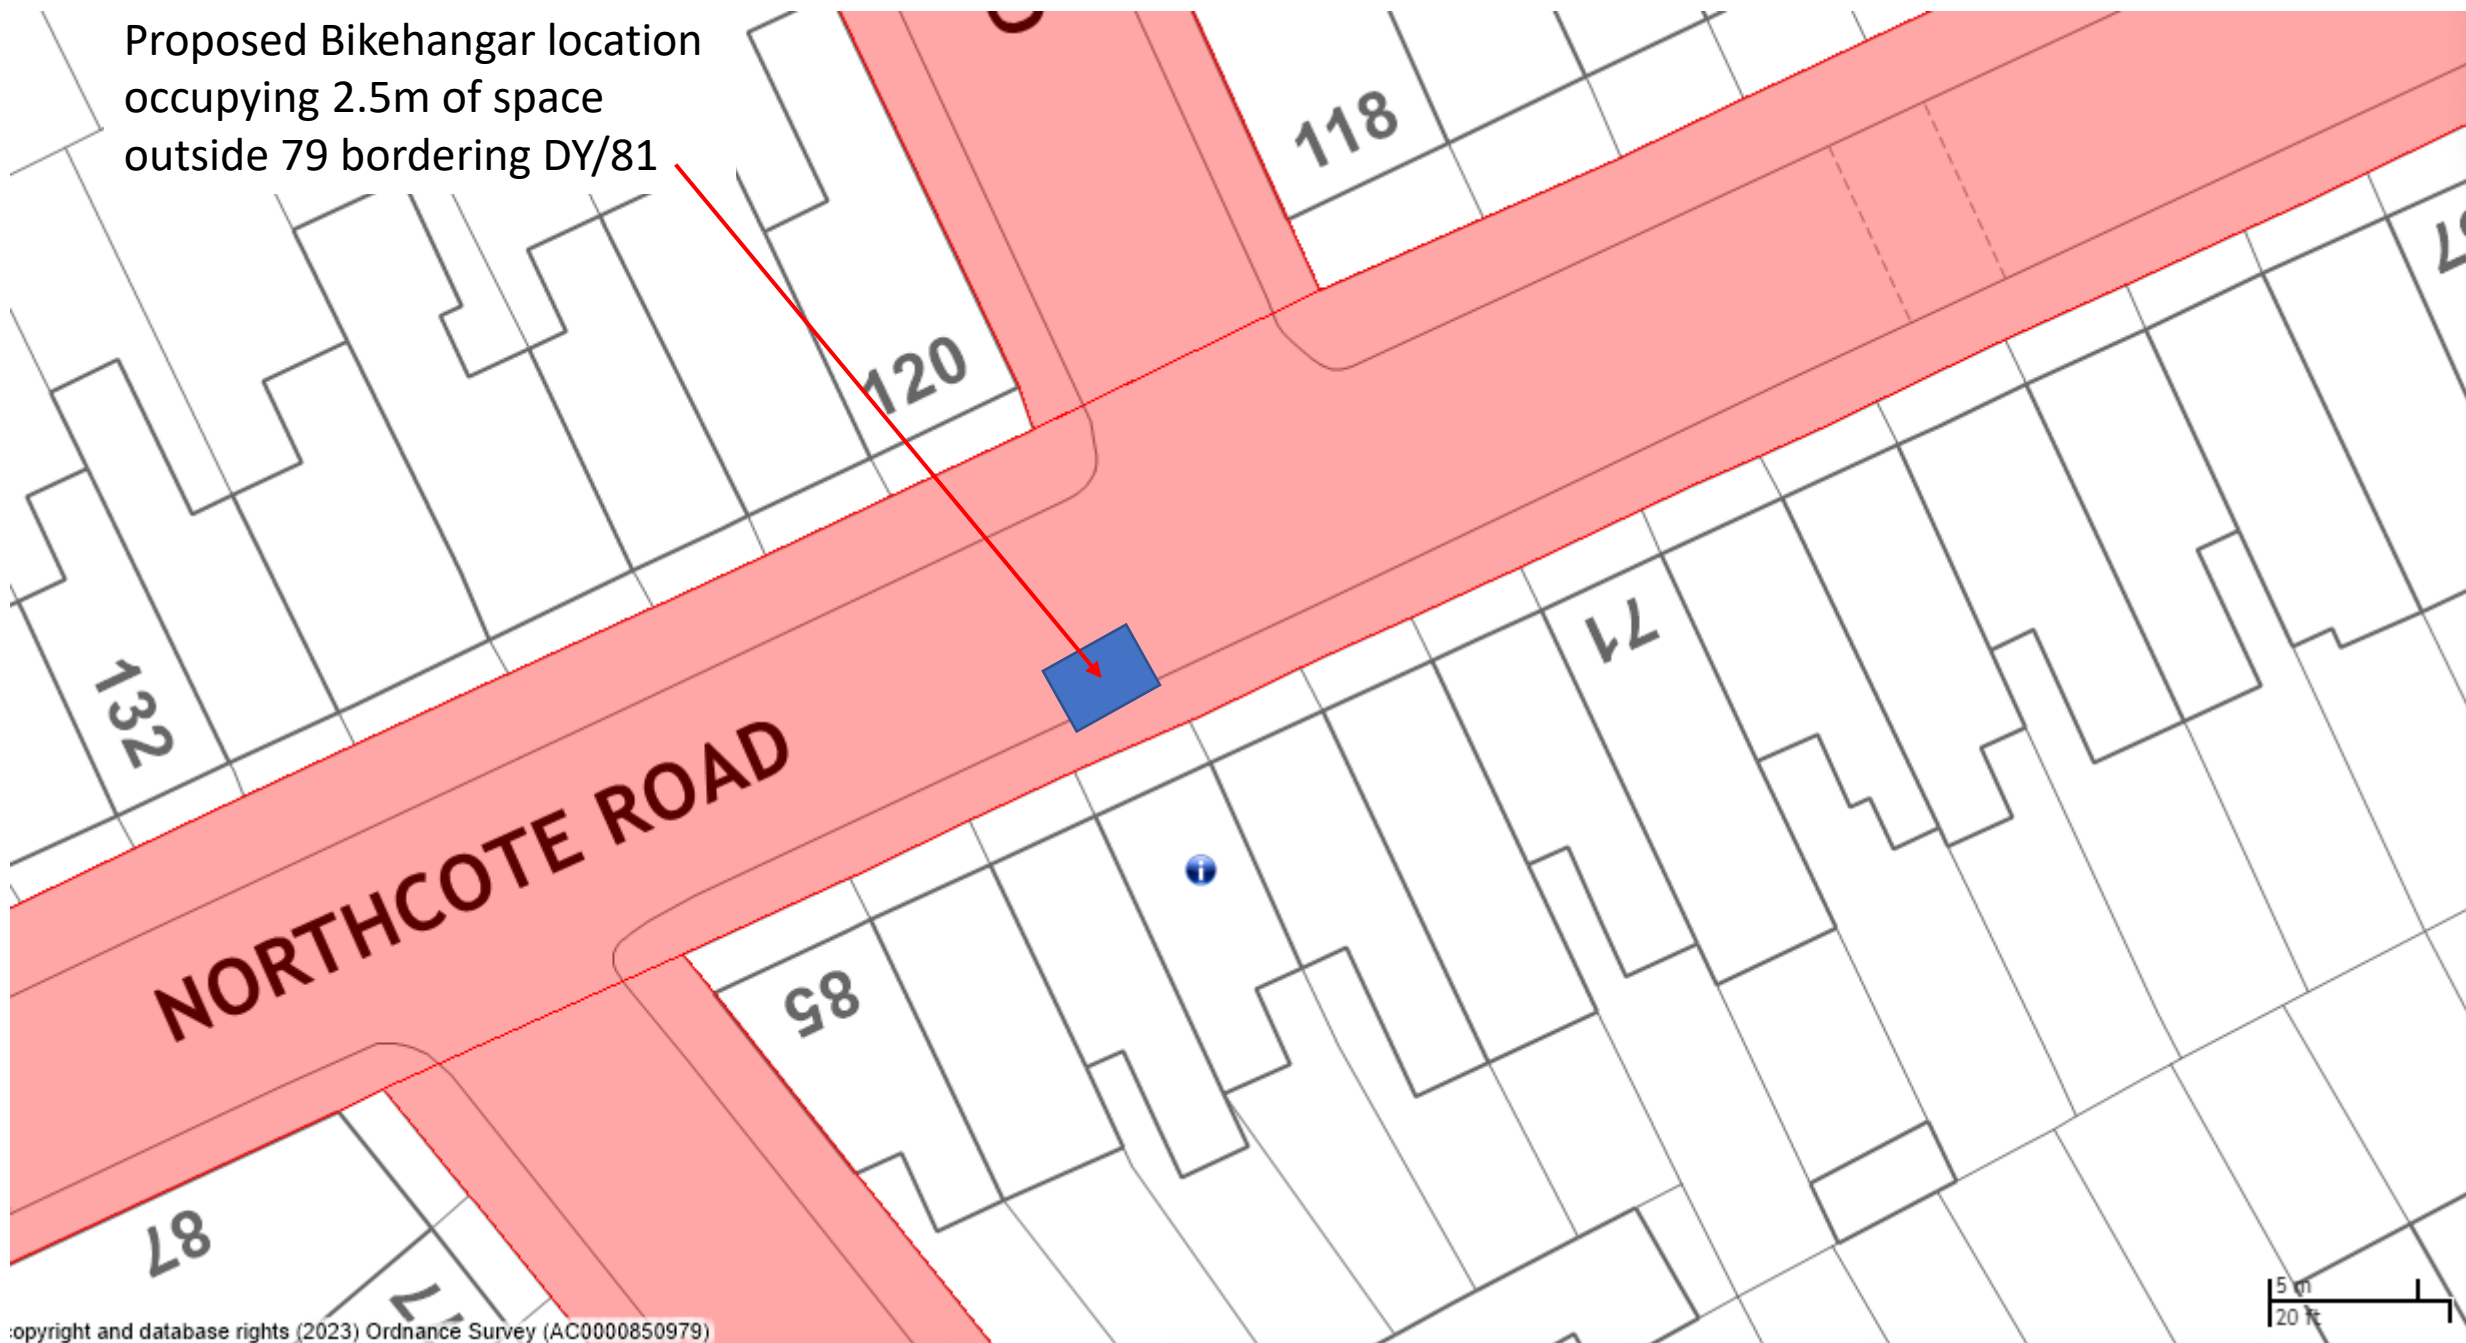 Proposed Bikehangar location
occupying 2.5m of space
outside 79 bordering DY/81
118
120
132
71
NORTHCOTE ROAD
85
87
5 m
20 ft
opyright and database rights (2023) Ordnance Survey (AC0000850979)